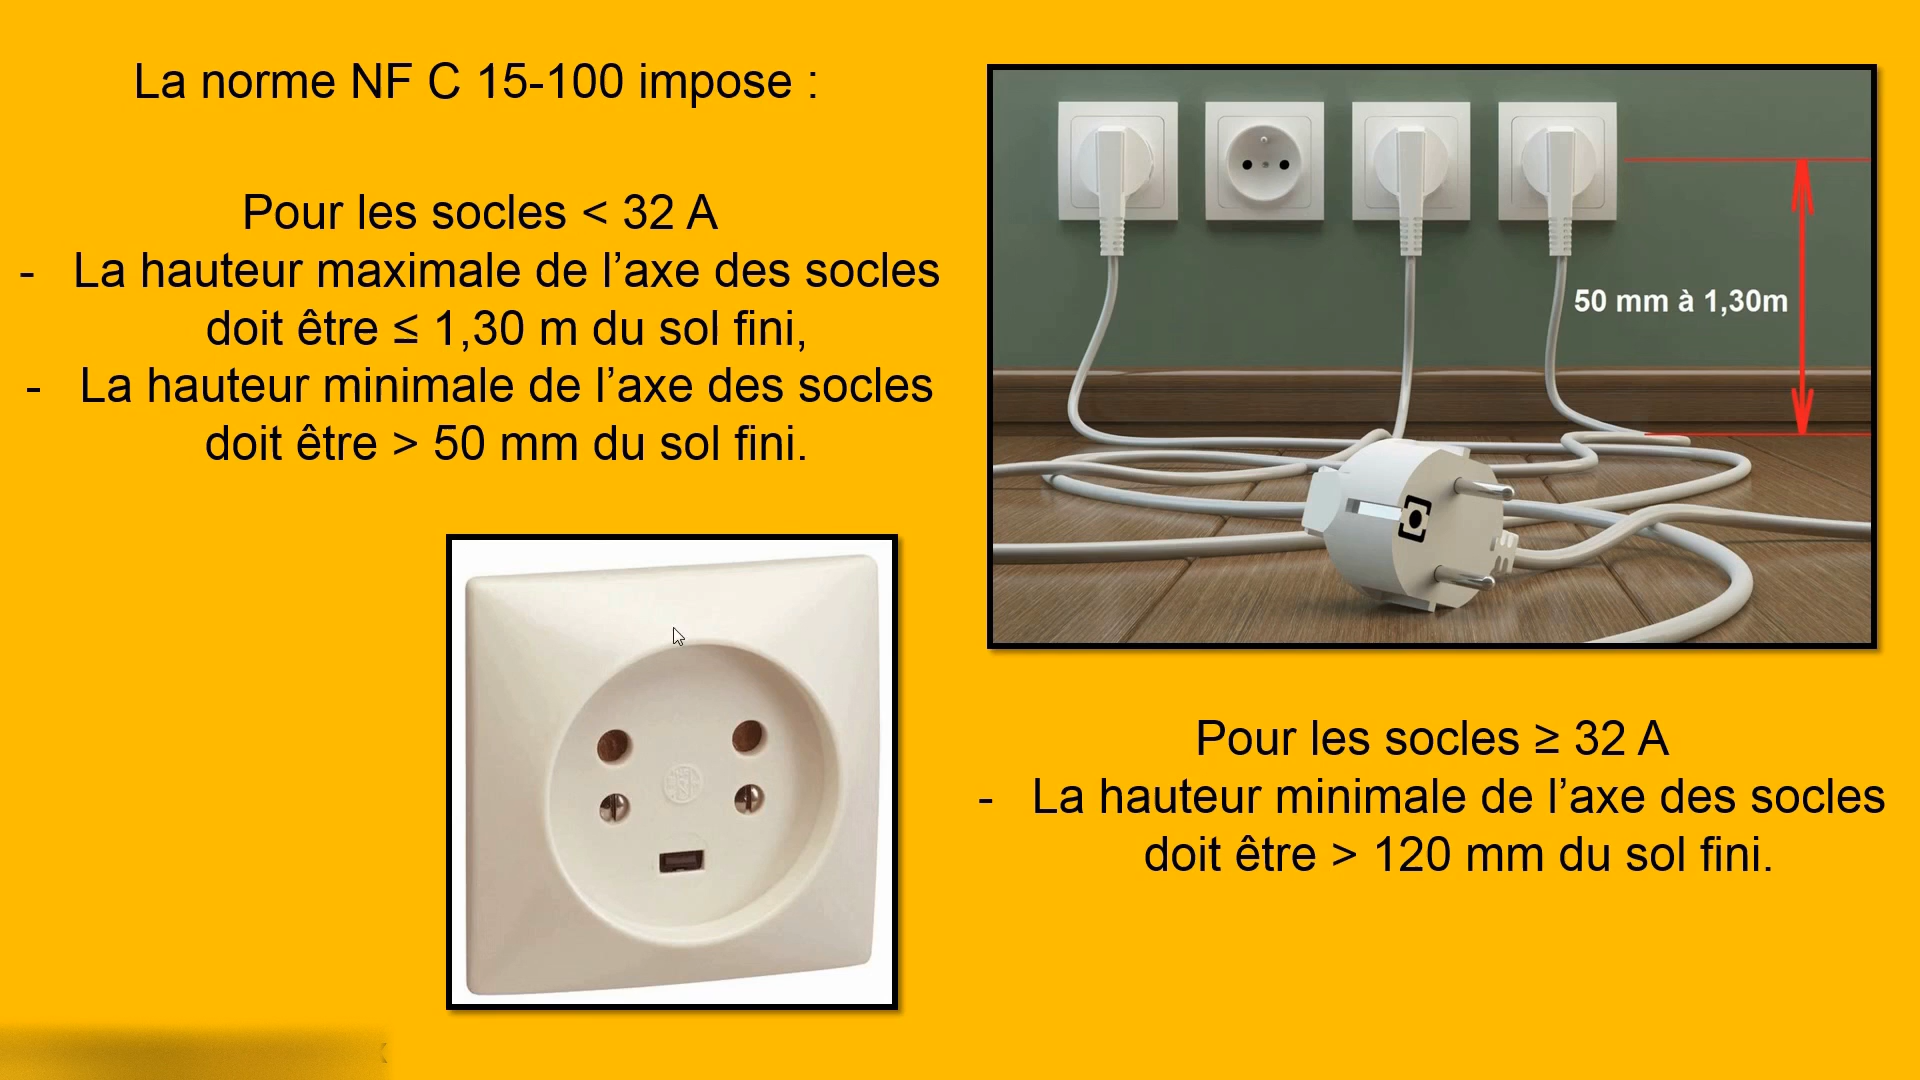 La norme NF C 15-100 impose :
Pour les socles < 32 A
- La hauteur maximale de l’axe des socles
doit être ≤ 1,30 m du sol fini,
- La hauteur minimale de l’axe des socles
doit être > 50 mm du sol fini.
50 mm à 1,30m
Pour les socles ≥ 32 A
- La hauteur minimale de l’axe des socles
doit être > 120 mm du sol fini.